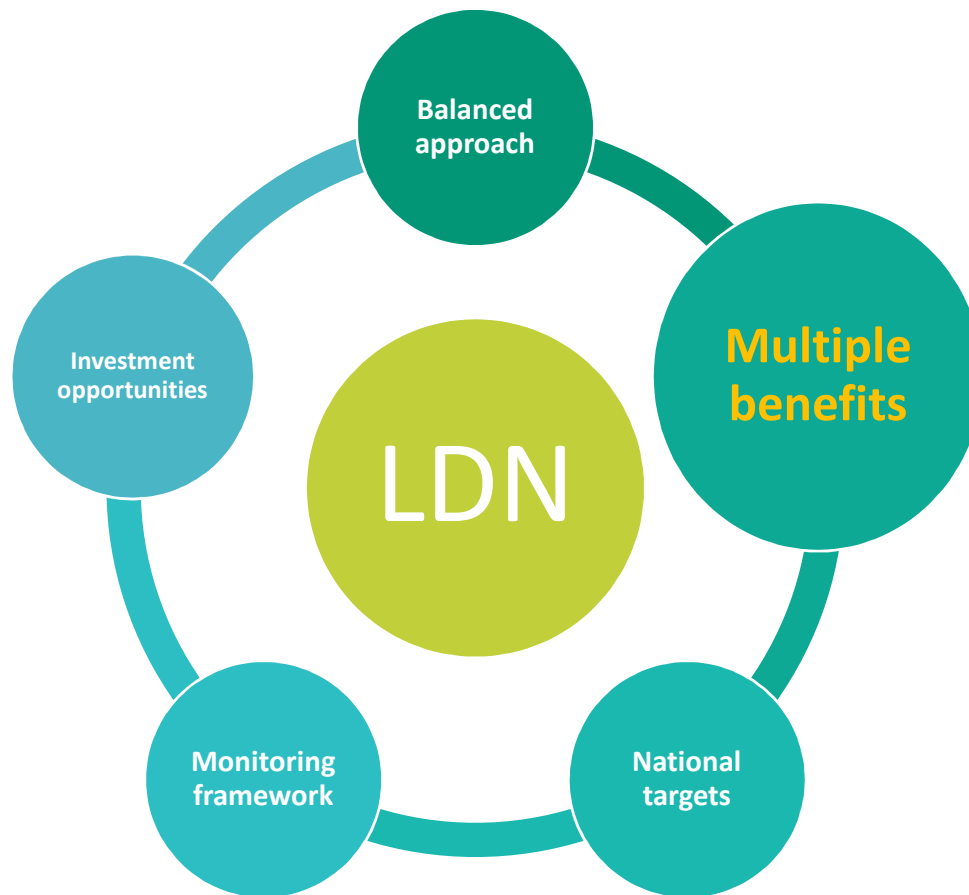 Balanced
approach
Multiple
benefits
Investment
opportunities
LDN
Monitoring
framework
National
targets